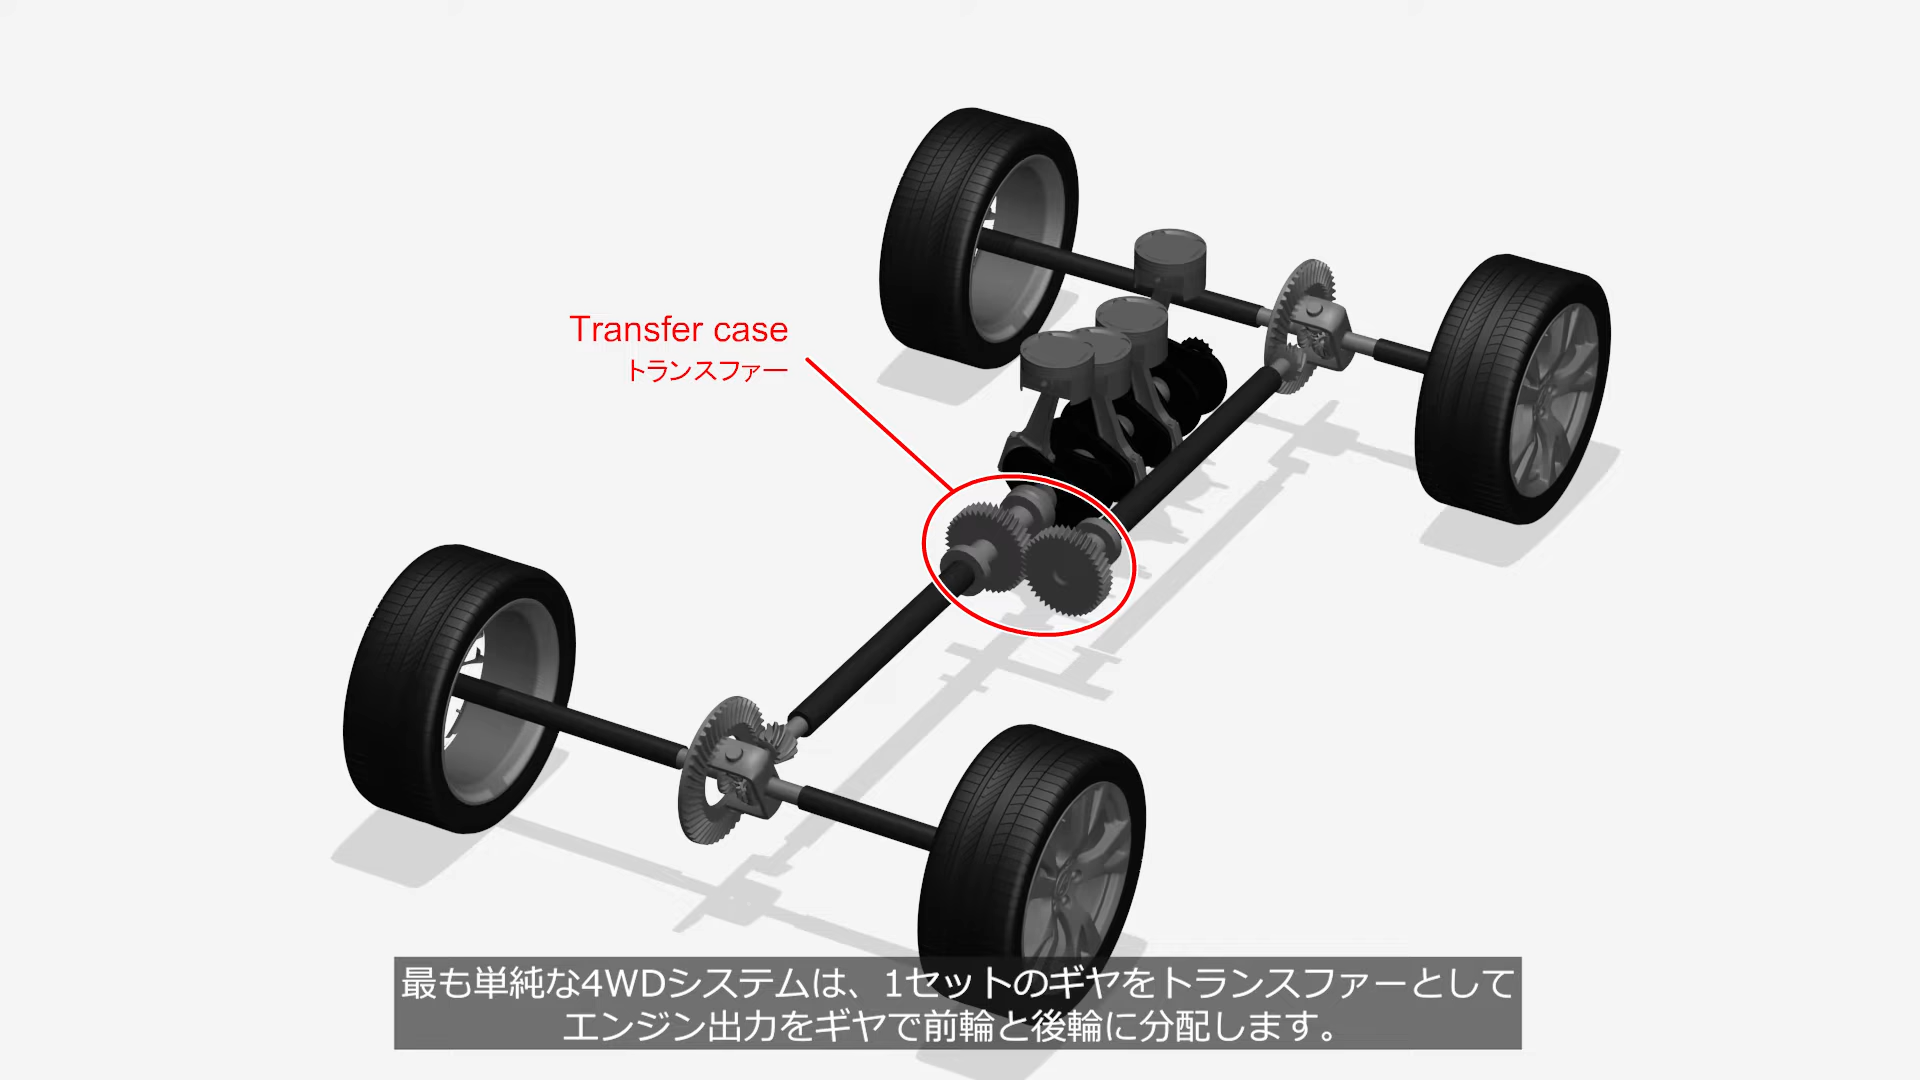 Transfer case
トランスファー
最も単純な4WDシステムは、1セットのギヤをトランスファーとして
エンジン出力をギヤで前輪と後輪に分配します。